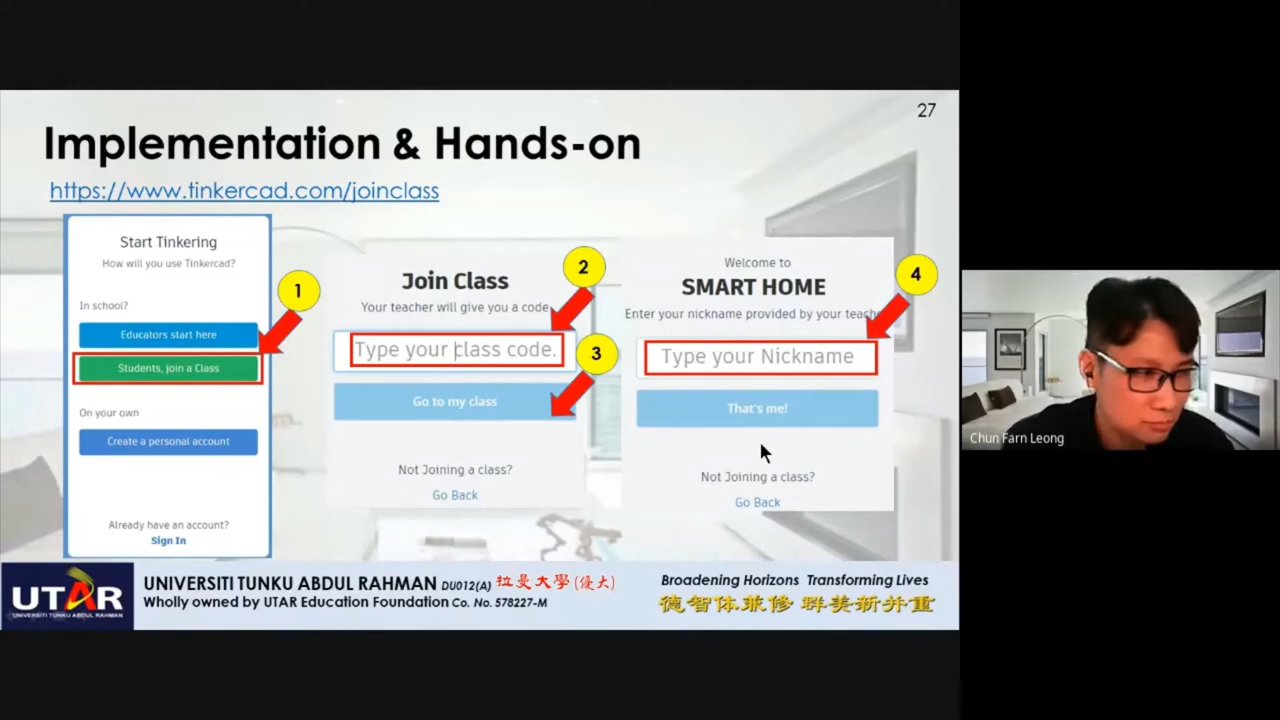 27
Implementation & Hands-on
https://www.tinkercad.com/joinclass
Start Tinkering
How will you use Tinkercad?
In school?
Educators start here
Students, join a Class
On your own
Create a personal account
Already have an account?
Sign In
1
Join Class
Your teacher will give you a code
2
Type your class code.
3
Go to my class
Not Joining a class?
Go Back
Welcome to
SMART HOME
4
Enter your nickname provided by your teache
Type your Nickname
That's me!
Not Joining a class?
Go Back
Chun Farn Leong
UTAR
UNIVERSITI TUNKU ABDUL RAHMAN
UNIVERSITI TUNKU ABDUL RAHMAN DU012(A) 拉曼大學(優大)
Wholly owned by UTAR Education Foundation Co. No. 578227-M
Broadening Horizons Transforming Lives
德智体兼修 群美新并重